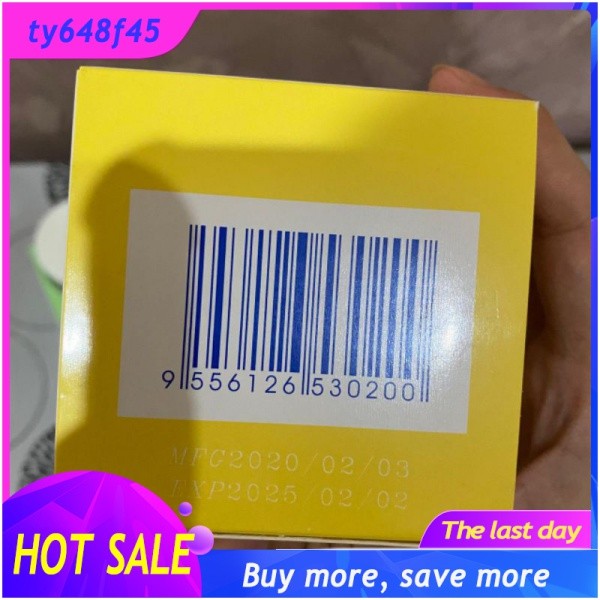 ty648f45
9 556126 530200
MFG2020/02/03
EXP2025/02/02
The last day
HOT SALE
Buy more, save more